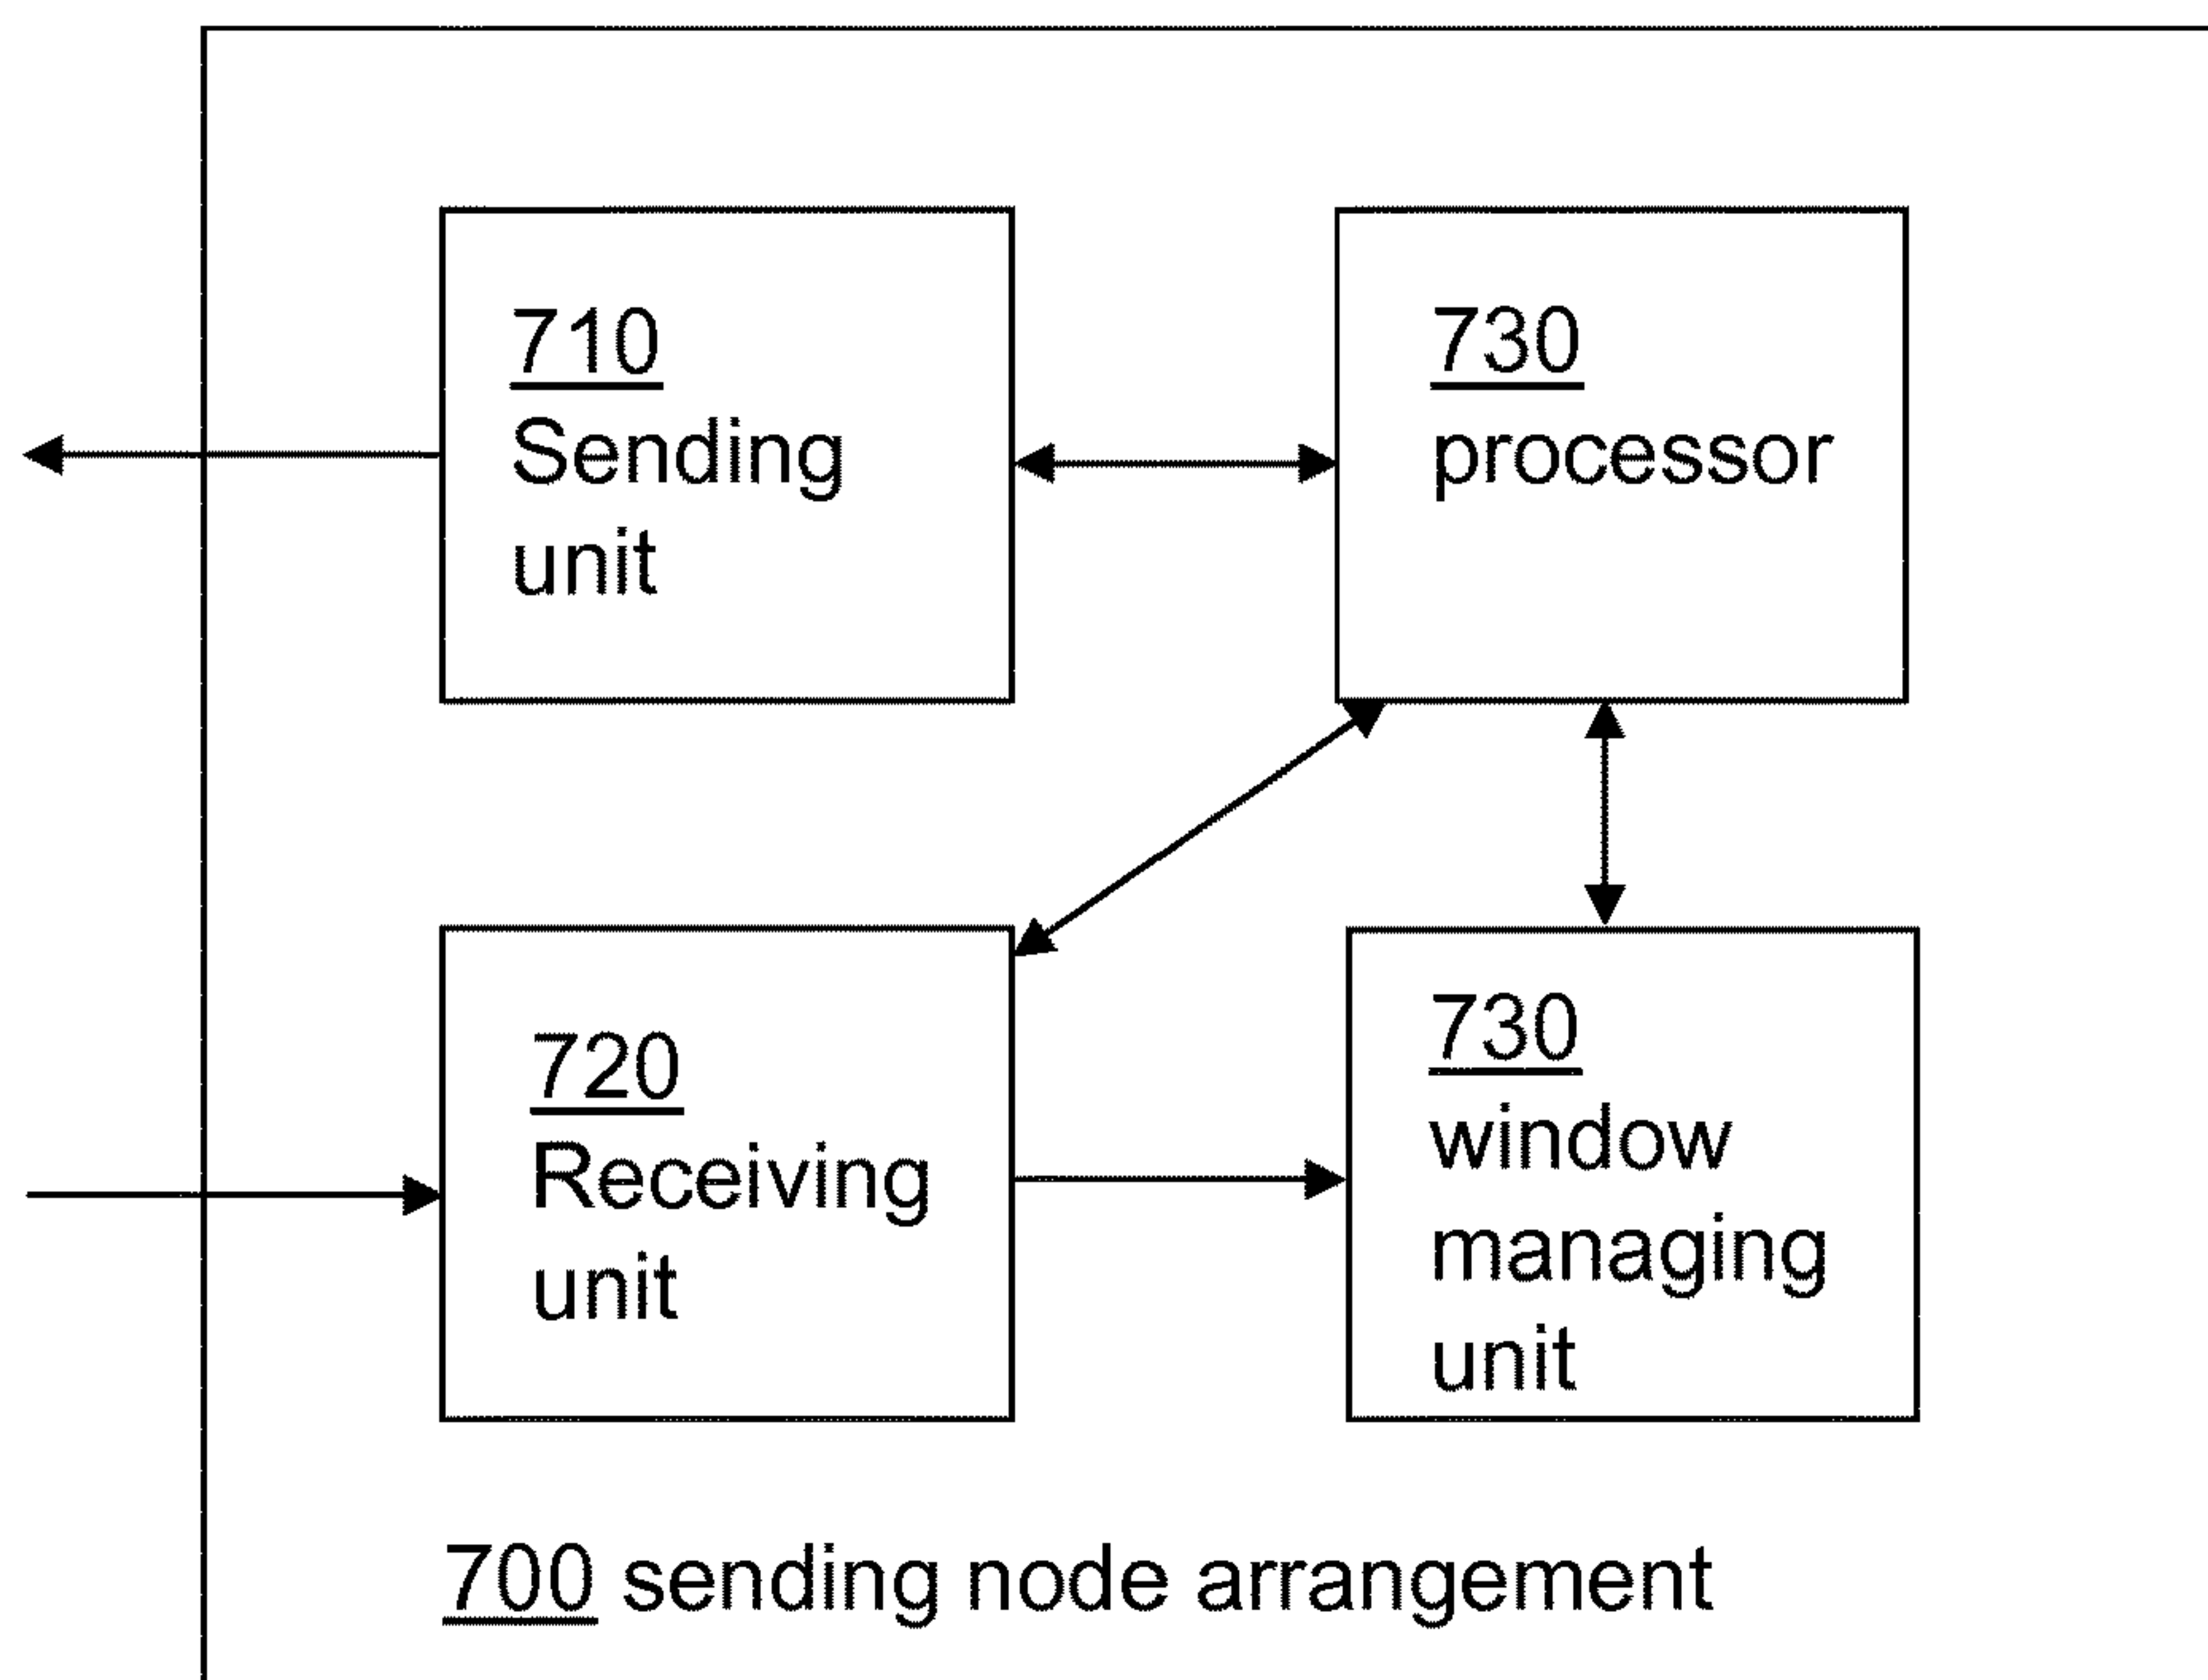 710
Sending
unit
730
processor
720
Receiving
unit
730
window
managing
unit
700 sending node arrangement